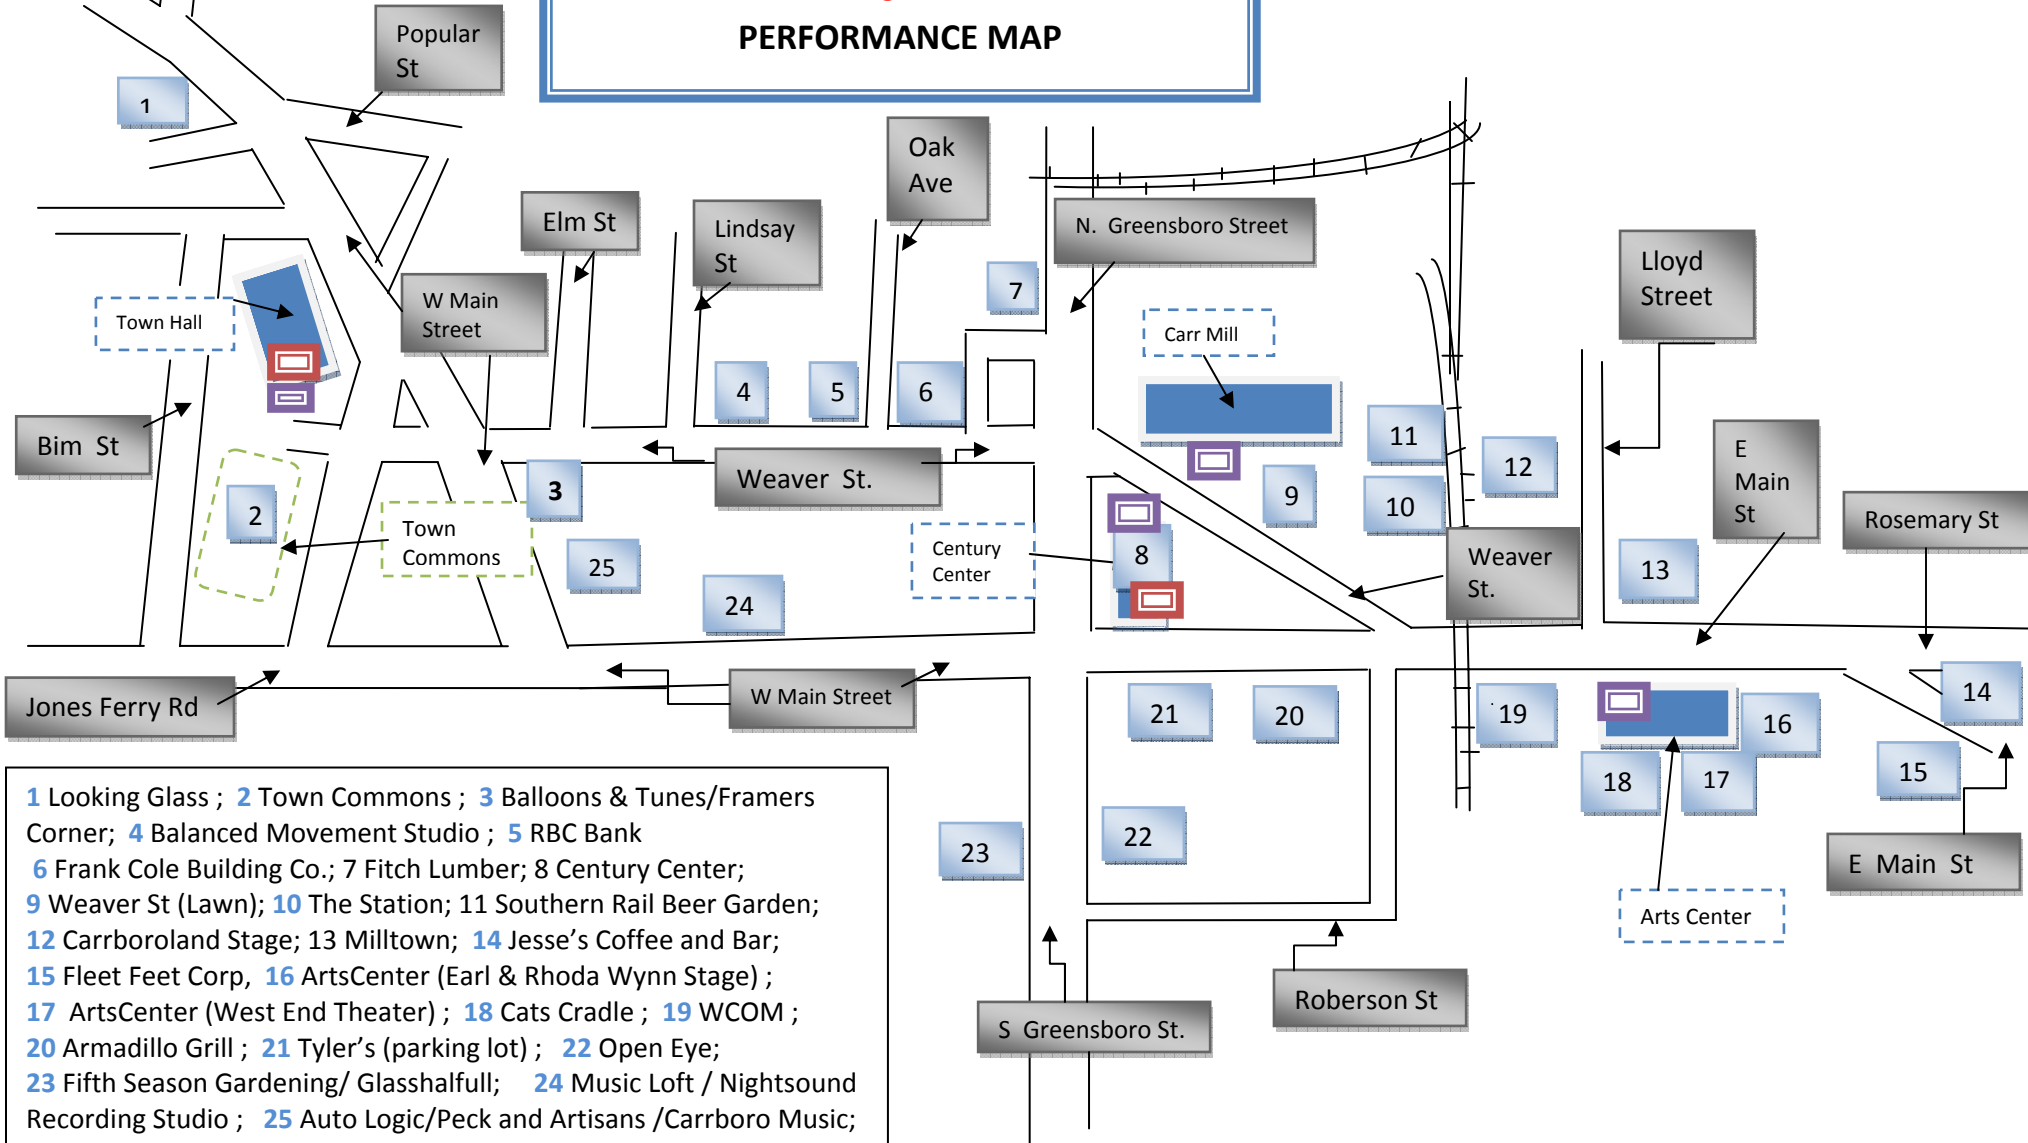 PERFORMANCE MAP
Popular
St
1
Oak
Ave
Elm St
Lindsay
St
N. Greensboro Street
7
Lloyd
Street
Town Hall
W Main
Street
Carr Mill
4
5
6
Bim St
11
12
E
Main
St
Weaver St.
3
9
10
2
Town
Commons
Rosemary St
Century
Center
8
Weaver
St.
25
13
24
Jones Ferry Rd
W Main Street
21
20
19
16
14
18
17
15
23
22
E Main St
Arts Center
S Greensboro St.
Roberson St
1 Looking Glass ; 2 Town Commons ; 3 Balloons & Tunes/Framers
Corner; 4 Balanced Movement Studio ; 5 RBC Bank
6 Frank Cole Building Co.; 7 Fitch Lumber; 8 Century Center;
9 Weaver St (Lawn); 10 The Station; 11 Southern Rail Beer Garden;
12 Carrboroland Stage; 13 Milltown; 14 Jesse’s Coffee and Bar;
15 Fleet Feet Corp, 16 ArtsCenter (Earl & Rhoda Wynn Stage) ;
17 ArtsCenter (West End Theater) ; 18 Cats Cradle ; 19 WCOM ;
20 Armadillo Grill ; 21 Tyler’s (parking lot) ; 22 Open Eye;
23 Fifth Season Gardening/ Glasshalfull; 24 Music Loft / Nightsound
Recording Studio ; 25 Auto Logic/Peck and Artisans /Carrboro Music;